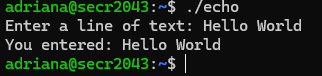 adriana@secr2043:~$ ./echo
Enter a line of text: Hello World
You entered: Hello World
adriana@secr2043:~$